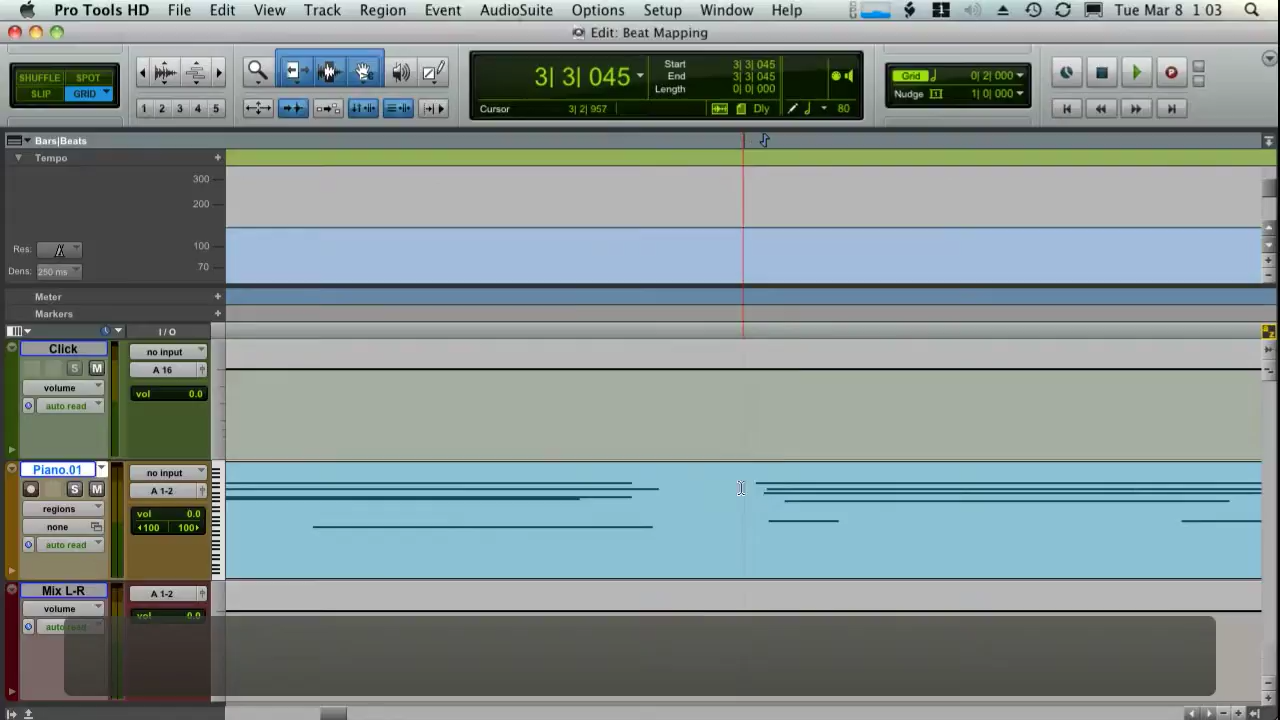 Pro Tools HD File Edit View Track Region Event AudioSuite Options Setup Window Help Tue Mar 8 1 03
Edit: Beat Mapping
SHUFFLE SPOT
SLIP GRID
1 2 3 4 5
3| 3| 045
Start 3| 3| 045
End 3| 3| 045
Length 0| 0| 000
Cursor 3| 2| 957
Dly 80
Grid 0| 2| 000
Nudge 1| 0| 000
Bars|Beats
Tempo +
300
200
100
70
Res:
Dens: 250 ms
Meter +
Markers +
I / O
Click
S M
volume
auto read
no input
A 16
vol 0.0
Piano.01
S M
regions
none
auto read
no input
A 1-2
vol 0.0
100 100
Mix L-R
volume
auto read
A 1-2
vol 0.0